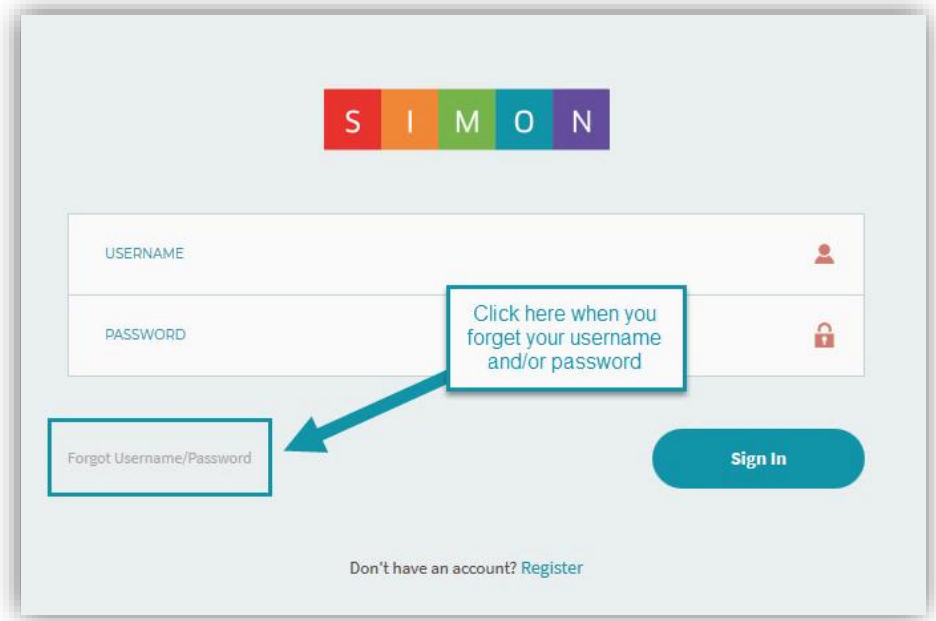 SIMON
USERNAME
PASSWORD
Click here when you
forget your username
and/or password
Forgot Username/Password
Sign In
Don't have an account? Register